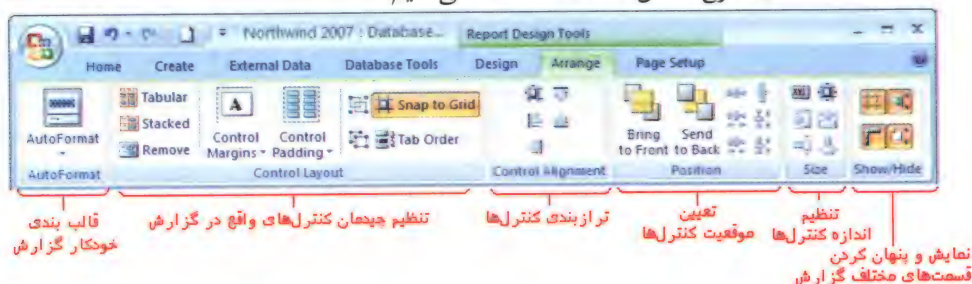 Northwind 2007 : Database... Report Design Tools
Home Create External Data Database Tools Design Arrange Page Setup
AutoFormat
Tabular
Stacked
Remove
Control Margins
Control Padding
Snap to Grid
Tab Order
Bring to Front
Send to Back
AutoFormat Control Layout Control Alignment Position Size Show/Hide
قالب بندی
خودکار گزارش
تنظیم چیدمان کنترل‌های واقع در گزارش
ترازبندی کنترل‌ها
تعیین
موقعیت کنترل‌ها
تنظیم
اندازه کنترل‌ها
نمایش و پنهان کردن
قسمت‌های مختلف گزارش